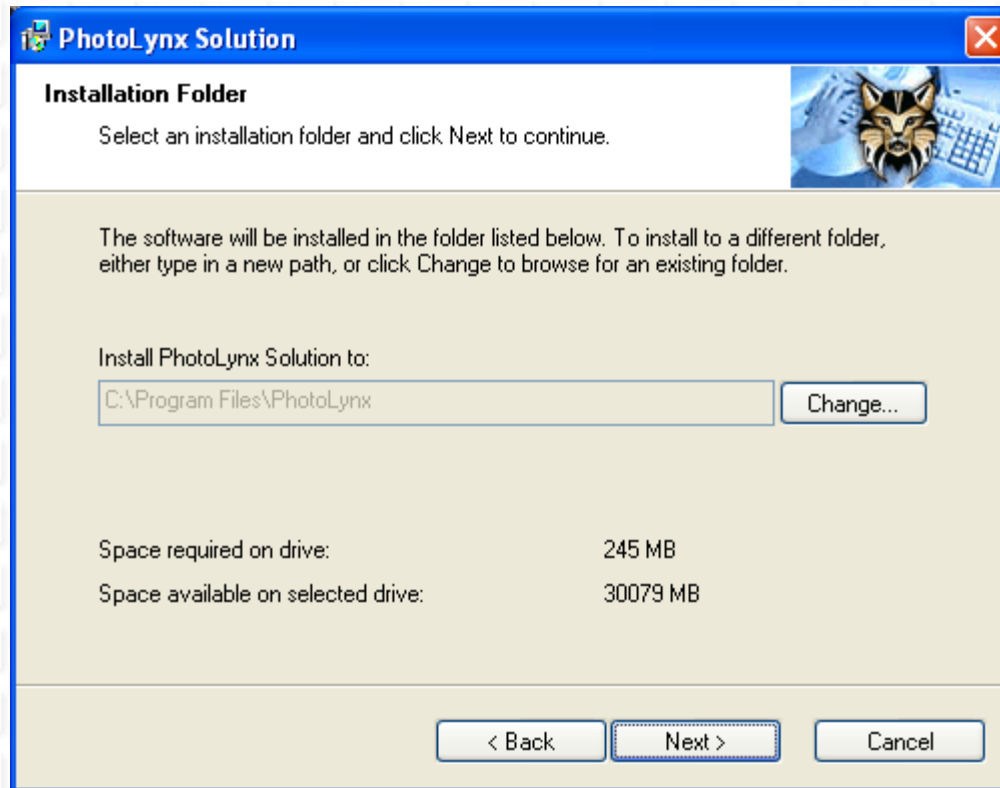 PhotoLynx Solution
Installation Folder
Select an installation folder and click Next to continue.
The software will be installed in the folder listed below. To install to a different folder,
either type in a new path, or click Change to browse for an existing folder.
Install PhotoLynx Solution to:
C:\Program Files\PhotoLynx
Change...
Space required on drive: 245 MB
Space available on selected drive: 30079 MB
< Back Next > Cancel